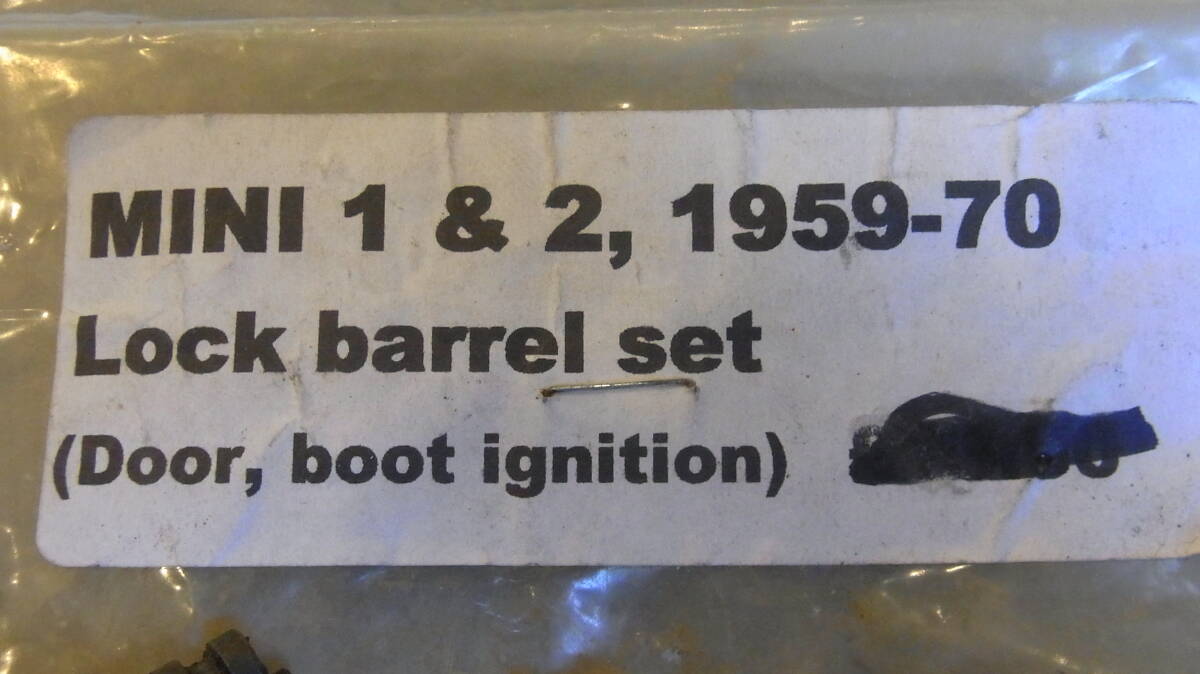 MINI 1 & 2, 1959-70
Lock barrel set
(Door, boot ignition)